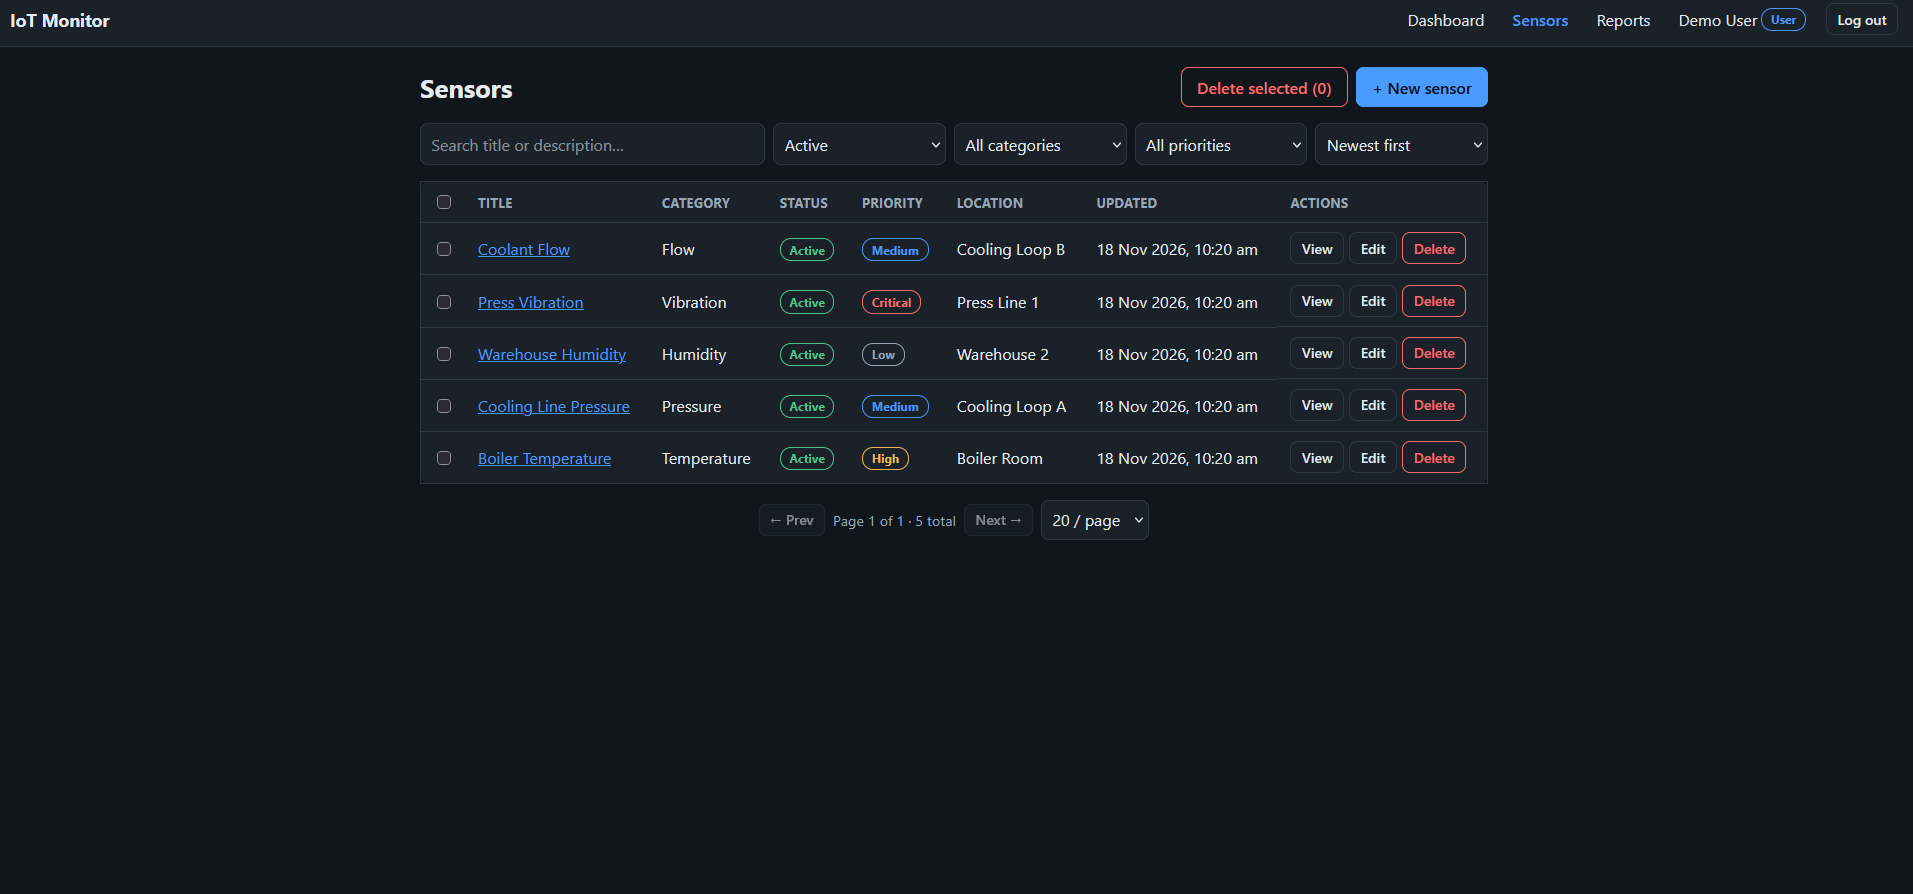 IoT Monitor
Dashboard Sensors Reports Demo User User Log out
Sensors
Delete selected (0) + New sensor
Search title or description... Active All categories All priorities Newest first
TITLE CATEGORY STATUS PRIORITY LOCATION UPDATED ACTIONS
Coolant Flow Flow Active Medium Cooling Loop B 18 Nov 2026, 10:20 am View Edit Delete
Press Vibration Vibration Active Critical Press Line 1 18 Nov 2026, 10:20 am View Edit Delete
Warehouse Humidity Humidity Active Low Warehouse 2 18 Nov 2026, 10:20 am View Edit Delete
Cooling Line Pressure Pressure Active Medium Cooling Loop A 18 Nov 2026, 10:20 am View Edit Delete
Boiler Temperature Temperature Active High Boiler Room 18 Nov 2026, 10:20 am View Edit Delete
← Prev Page 1 of 1 · 5 total Next → 20 / page